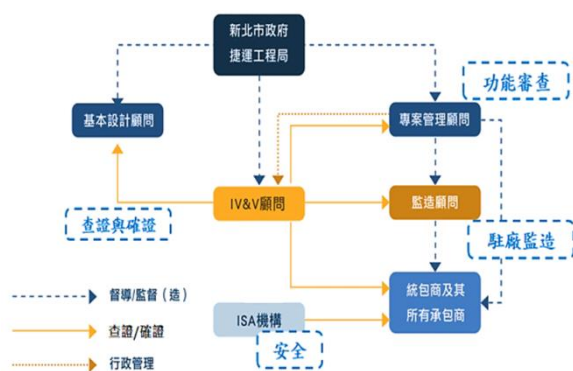 新北市政府
捷運工程局
功能審查
基本設計顧問
專案管理顧問
IV&V顧問
監造顧問
查證與確證
駐廠監造
統包商及其
所有承包商
ISA機構
安全
督導/監督（造）
查證/確證
行政管理